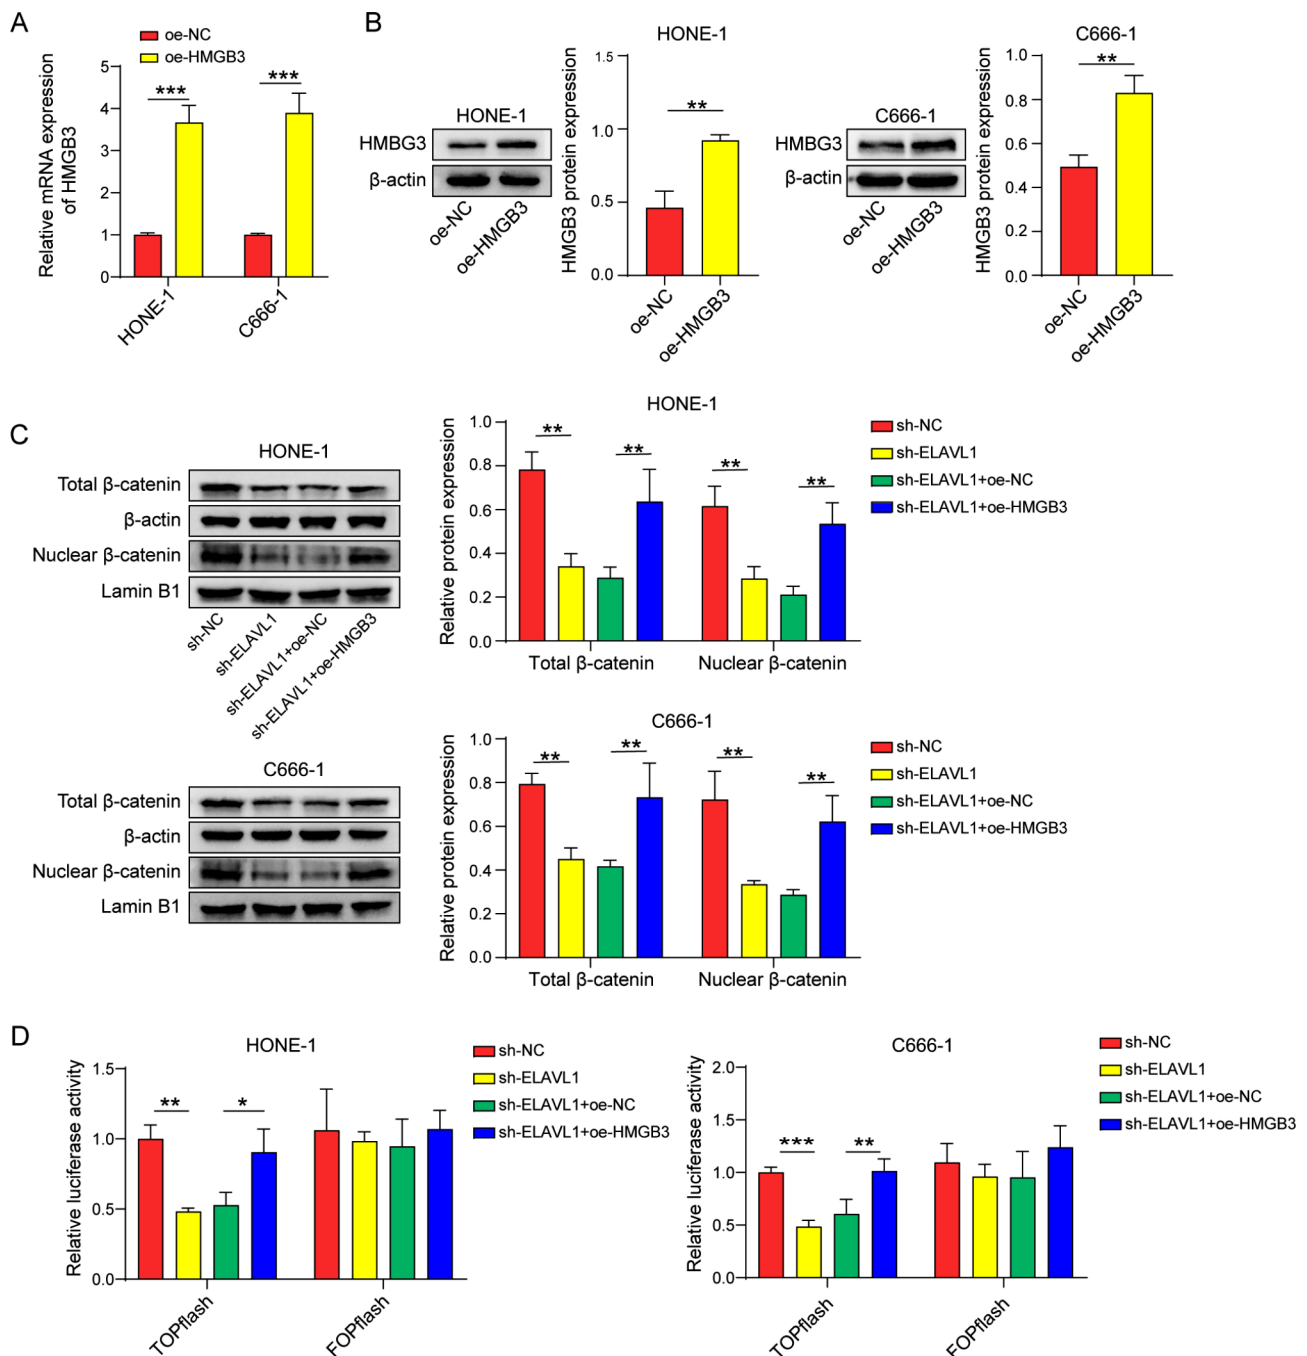 A
oe-NC
oe-HMGB3
Relative mRNA expression
of HMGB3
5
4
3
2
1
0
***
***
HONE-1
C666-1
B
HONE-1
HMBG3
β-actin
oe-NC
oe-HMGB3
HONE-1
HMGB3 protein expression
1.5
1.0
0.5
0.0
**
oe-NC
oe-HMGB3
C666-1
HMBG3
β-actin
oe-NC
oe-HMGB3
C666-1
HMGB3 protein expression
1.0
0.8
0.6
0.4
0.2
0.0
**
oe-NC
oe-HMGB3
C
HONE-1
Total β-catenin
β-actin
Nuclear β-catenin
Lamin B1
sh-NC
sh-ELAVL1
sh-ELAVL1+oe-NC
sh-ELAVL1+oe-HMGB3
HONE-1
Relative protein expression
1.0
0.8
0.6
0.4
0.2
0.0
**
**
**
**
Total β-catenin
Nuclear β-catenin
sh-NC
sh-ELAVL1
sh-ELAVL1+oe-NC
sh-ELAVL1+oe-HMGB3
C666-1
Total β-catenin
β-actin
Nuclear β-catenin
Lamin B1
C666-1
Relative protein expression
1.0
0.8
0.6
0.4
0.2
0.0
**
**
**
**
Total β-catenin
Nuclear β-catenin
sh-NC
sh-ELAVL1
sh-ELAVL1+oe-NC
sh-ELAVL1+oe-HMGB3
D
HONE-1
Relative luciferase activity
1.5
1.0
0.5
0.0
**
*
TOPflash
FOPflash
sh-NC
sh-ELAVL1
sh-ELAVL1+oe-NC
sh-ELAVL1+oe-HMGB3
C666-1
Relative luciferase activity
2.0
1.5
1.0
0.5
0.0
***
**
TOPflash
FOPflash
sh-NC
sh-ELAVL1
sh-ELAVL1+oe-NC
sh-ELAVL1+oe-HMGB3